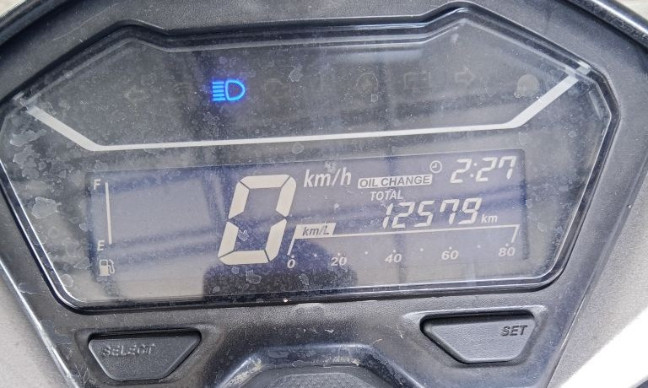 F
E
0
km/h
OIL CHANGE
2:27
TOTAL
12579 km
km/L
0 20 40 60 80
SELECT
SET